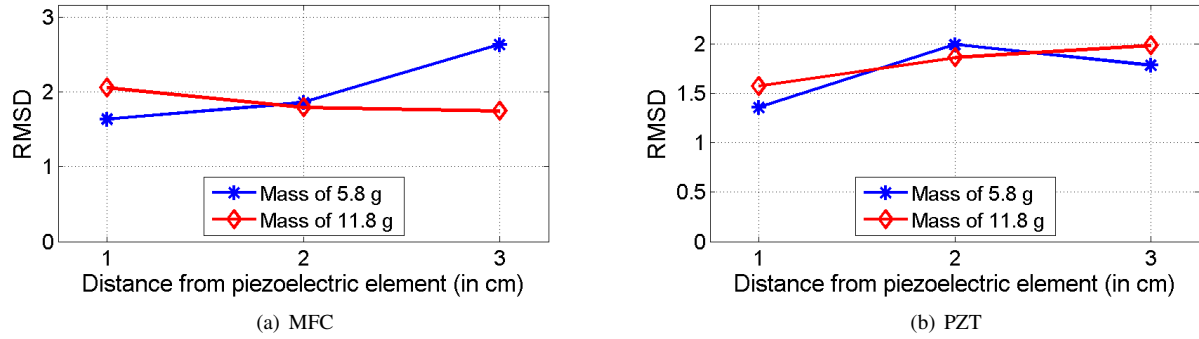 3
2
1
0
RMSD
Mass of 5.8 g
Mass of 11.8 g
1 2 3
Distance from piezoelectric element (in cm)
(a) MFC
2
1.5
1
0.5
0
RMSD
Mass of 5.8 g
Mass of 11.8 g
1 2 3
Distance from piezoelectric element (in cm)
(b) PZT